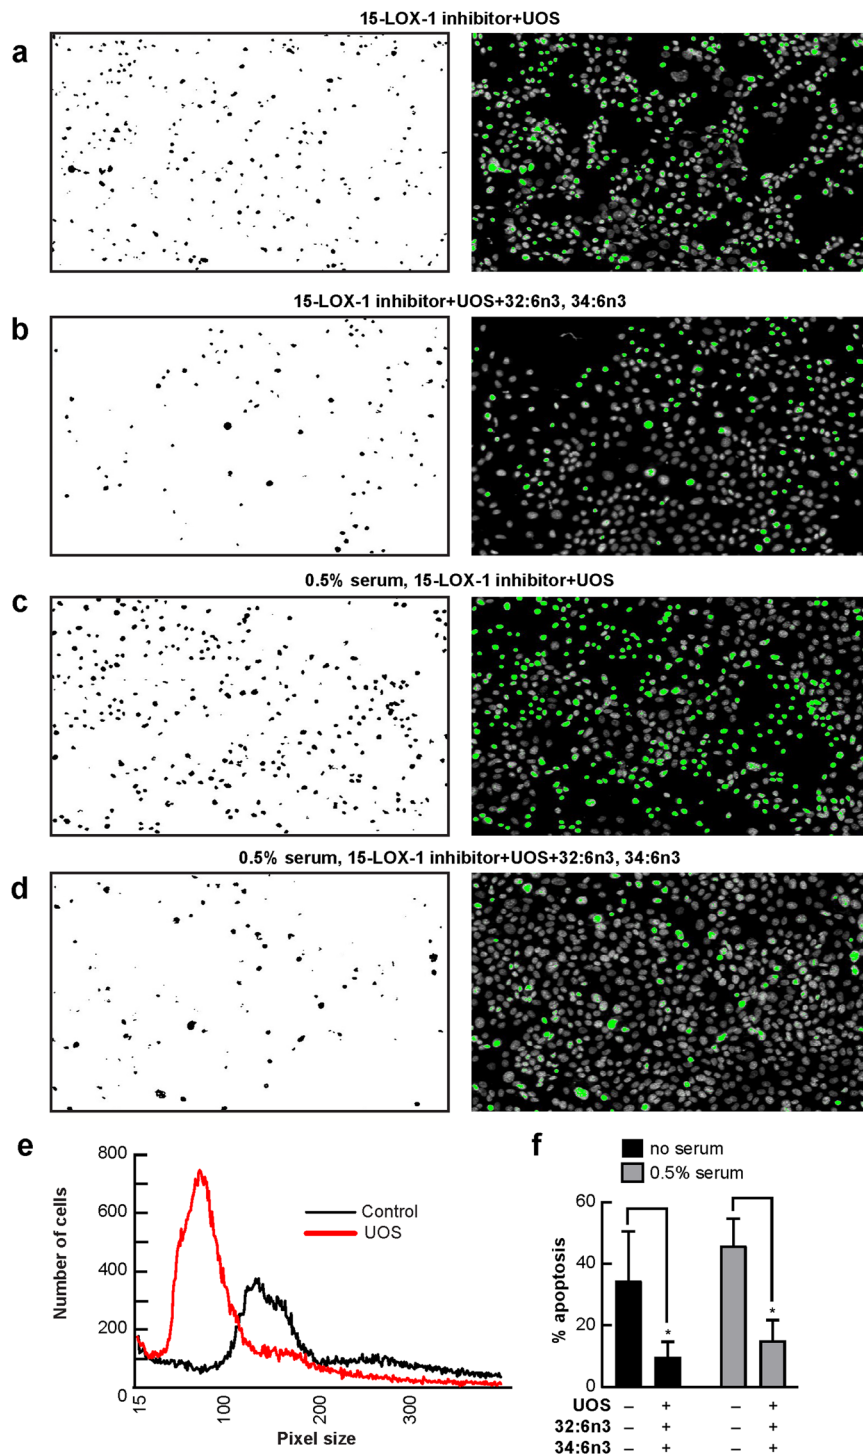 15-LOX-1 inhibitor+UOS
a
15-LOX-1 inhibitor+UOS+32:6n3, 34:6n3
b
0.5% serum, 15-LOX-1 inhibitor+UOS
c
0.5% serum, 15-LOX-1 inhibitor+UOS+32:6n3, 34:6n3
d
e
Number of cells
800
600
400
200
0
Control
UOS
15
100
200
300
Pixel size
f
no serum
0.5% serum
% apoptosis
60
40
20
0
*
*
UOS – + – +
32:6n3 – + – +
34:6n3 – + – +